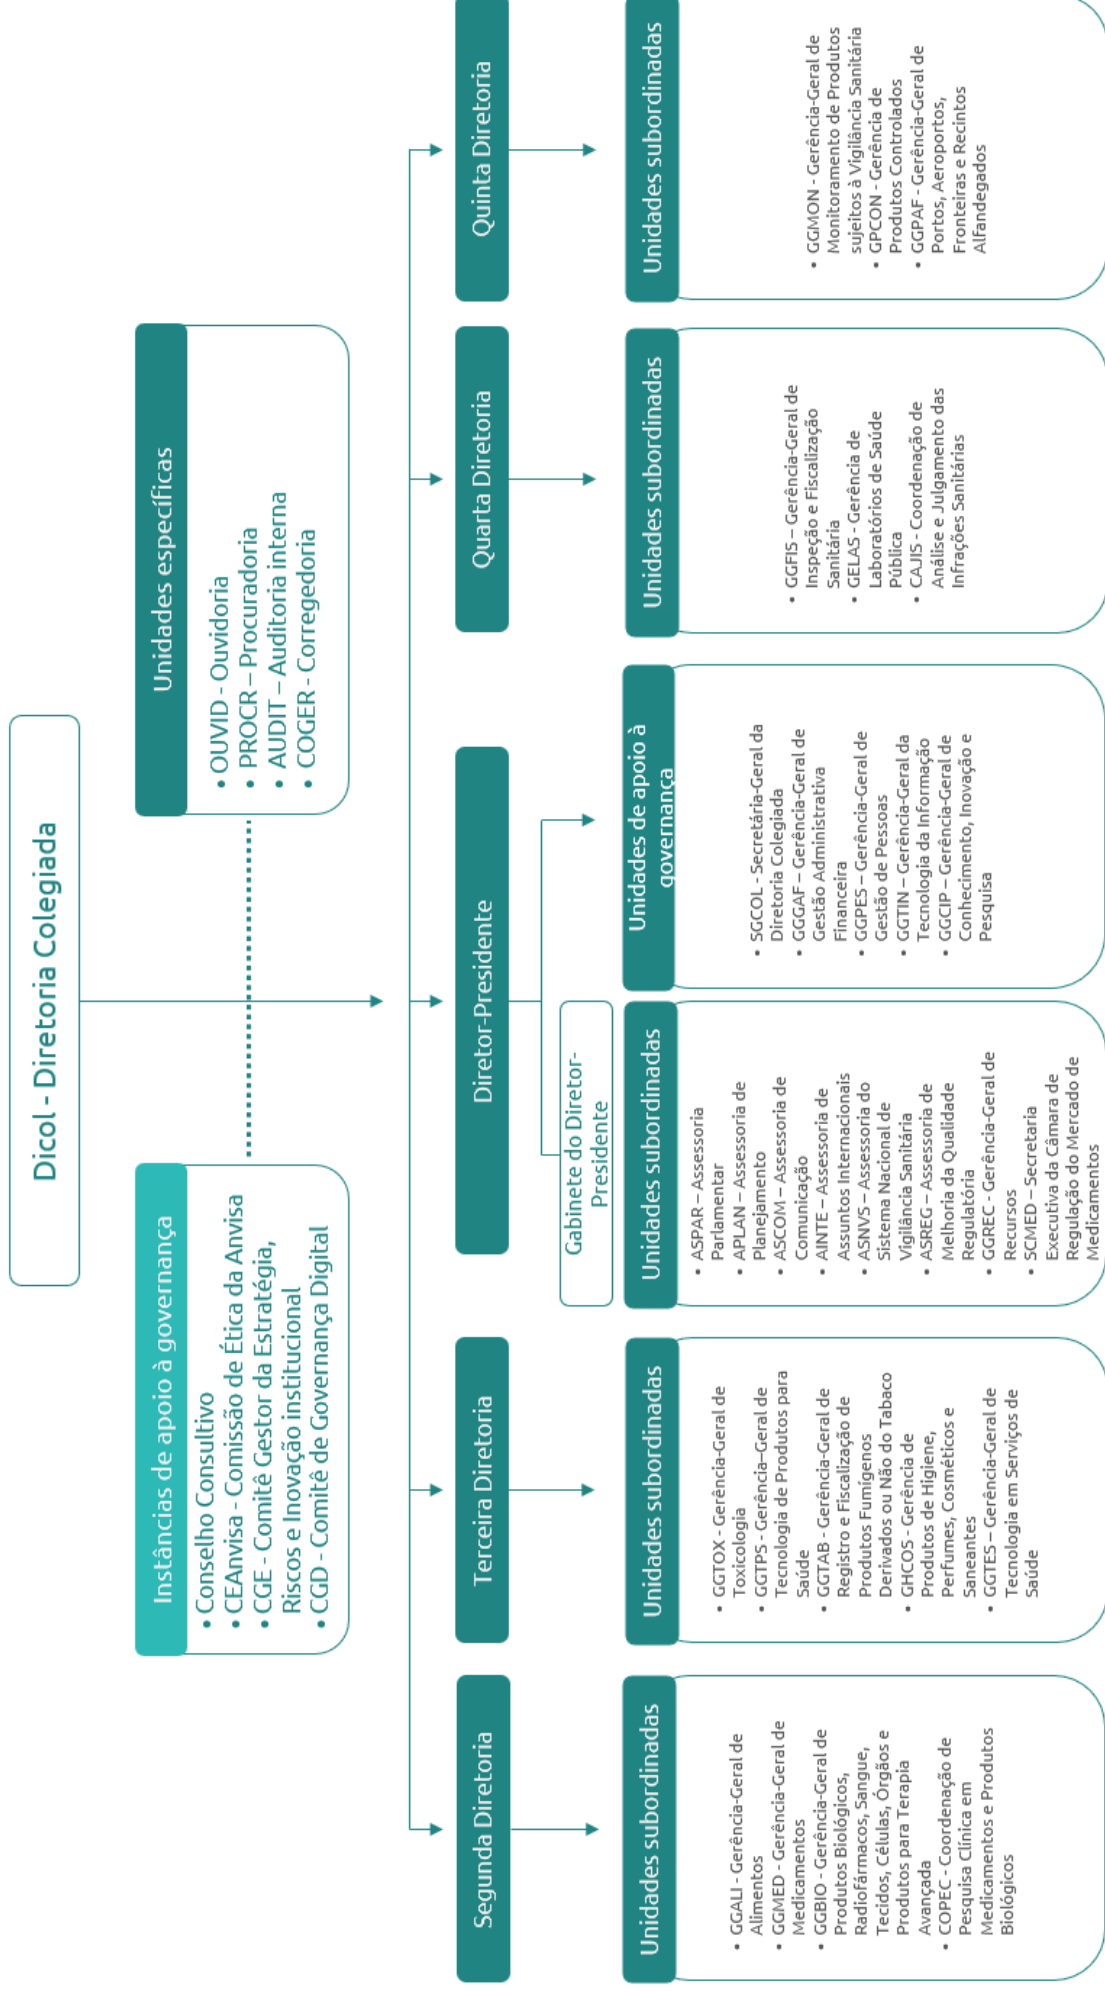 Dicol - Diretoria Colegiada
Instâncias de apoio à governança
• Conselho Consultivo
• CEAnvisa - Comissão de Ética da Anvisa
• CGE - Comitê Gestor da Estratégia,
Riscos e Inovação institucional
• CGD - Comitê de Governança Digital
Unidades específicas
• OUVID - Ouvidoria
• PROCR – Procuradoria
• AUDIT – Auditoria interna
• COGER - Corregedoria
Segunda Diretoria
Terceira Diretoria
Diretor-Presidente
Quarta Diretoria
Quinta Diretoria
Gabinete do Diretor-
Presidente
Unidades subordinadas
• GGALI - Gerência-Geral de
Alimentos
• GGMED - Gerência-Geral de
Medicamentos
• GGBIO - Gerência-Geral de
Produtos Biológicos,
Radiofármacos, Sangue,
Tecidos, Células, Órgãos e
Produtos para Terapia
Avançada
• COPEC - Coordenação de
Pesquisa Clínica em
Medicamentos e Produtos
Biológicos
Unidades subordinadas
• GGTOX - Gerência-Geral de
Toxicologia
• GGTPS - Gerência–Geral de
Tecnologia de Produtos para
Saúde
• GGTAB - Gerência-Geral de
Registro e Fiscalização de
Produtos Fumígenos
Derivados ou Não do Tabaco
• GHCOS - Gerência de
Produtos de Higiene,
Perfumes, Cosméticos e
Saneantes
• GGTES – Gerência-Geral de
Tecnologia em Serviços de
Saúde
Unidades subordinadas
• ASPAR – Assessoria
Parlamentar
• APLAN – Assessoria de
Planejamento
• ASCOM – Assessoria de
Comunicação
• AINTE – Assessoria de
Assuntos Internacionais
• ASNVS – Assessoria do
Sistema Nacional de
Vigilância Sanitária
• ASREG – Assessoria de
Melhoria da Qualidade
Regulatória
• GGREC - Gerência-Geral de
Recursos
• SCMED – Secretaria
Executiva da Câmara de
Regulação do Mercado de
Medicamentos
Unidades de apoio à
governança
• SGCOL - Secretária-Geral da
Diretoria Colegiada
• GGGAF – Gerência-Geral de
Gestão Administrativa
Financeira
• GGPES – Gerência-Geral de
Gestão de Pessoas
• GGTIN – Gerência-Geral da
Tecnologia da Informação
• GGCIP – Gerência-Geral de
Conhecimento, Inovação e
Pesquisa
Unidades subordinadas
• GGFIS – Gerência-Geral de
Inspeção e Fiscalização
Sanitária
• GELAS - Gerência de
Laboratórios de Saúde
Pública
• CAJIS - Coordenação de
Análise e Julgamento das
Infrações Sanitárias
Unidades subordinadas
• GGMON - Gerência-Geral de
Monitoramento de Produtos
sujeitos à Vigilância Sanitária
• GPCON - Gerência de
Produtos Controlados
• GGPAF - Gerência-Geral de
Portos, Aeroportos,
Fronteiras e Recintos
Alfandegados